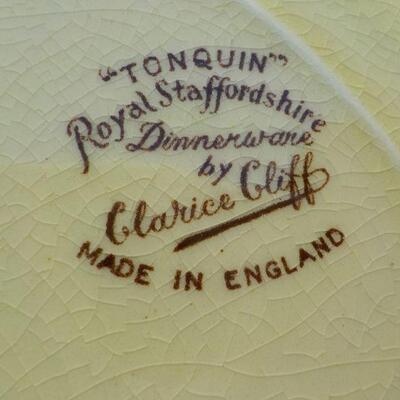 "TONQUIN"
Royal Staffordshire
Dinnerware
by
Clarice Cliff
MADE IN ENGLAND